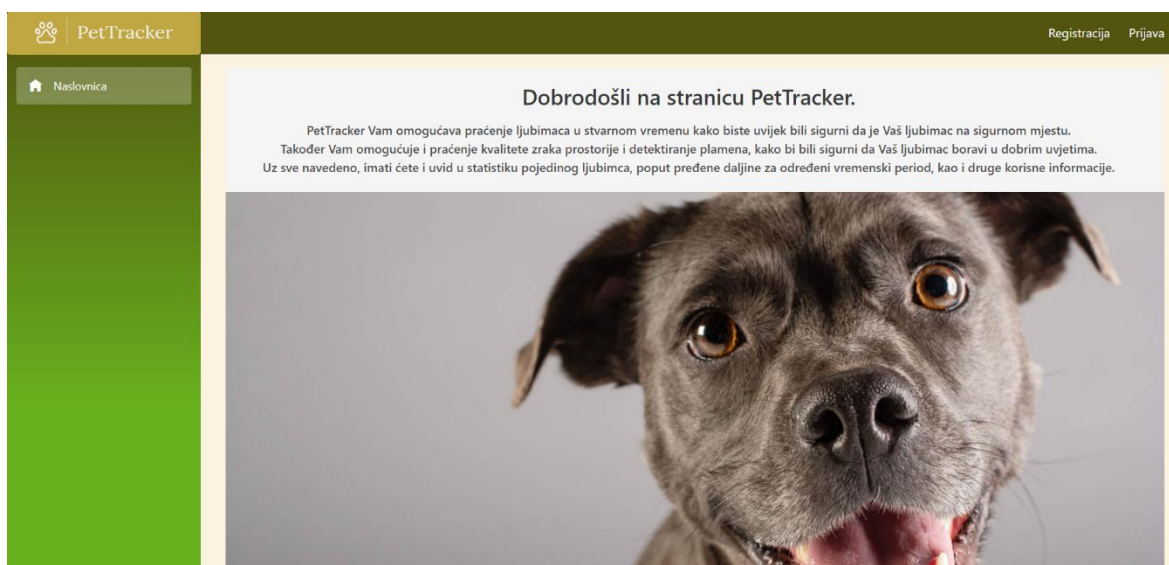 PetTracker
Registracija
Prijava
Naslovnica
Dobrodošli na stranicu PetTracker.
PetTracker Vam omogućava praćenje ljubimaca u stvarnom vremenu kako biste uvijek bili sigurni da je Vaš ljubimac na sigurnom mjestu.
Također Vam omogućuje i praćenje kvalitete zraka prostorije i detektiranje plamena, kako bi bili sigurni da Vaš ljubimac boravi u dobrim uvjetima.
Uz sve navedeno, imati ćete i uvid u statistiku pojedinog ljubimca, poput pređene daljine za određeni vremenski period, kao i druge korisne informacije.